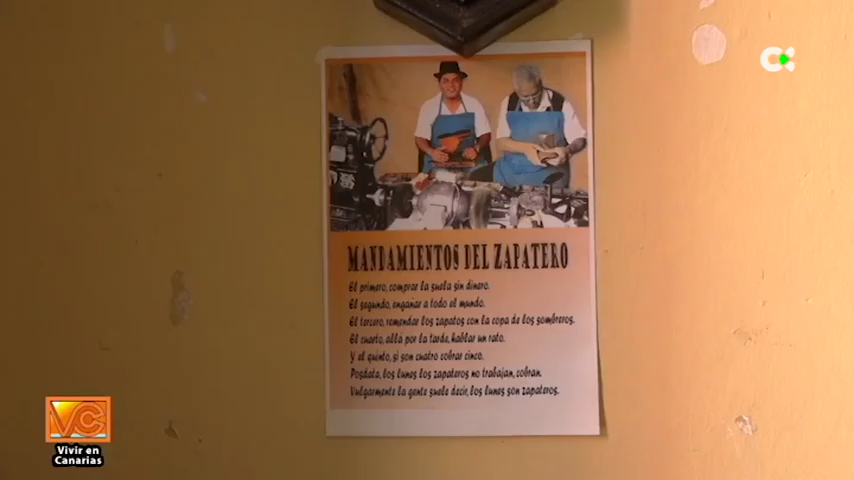 MANDAMIENTOS DEL ZAPATERO
El primero, comprar la suela sin dinero.
El segundo, engañar a todo el mundo.
El tercero, remendar los zapatos con la copa de los sombreros.
El cuarto, allá por la tarde, hablar un rato.
Y el quinto, si son cuatro cobrar cinco.
Posdata, los lunes los zapateros no trabajan, cobran.
Vulgarmente la gente suele decir, los lunes son zapateros.
VC
Vivir en
Canarias